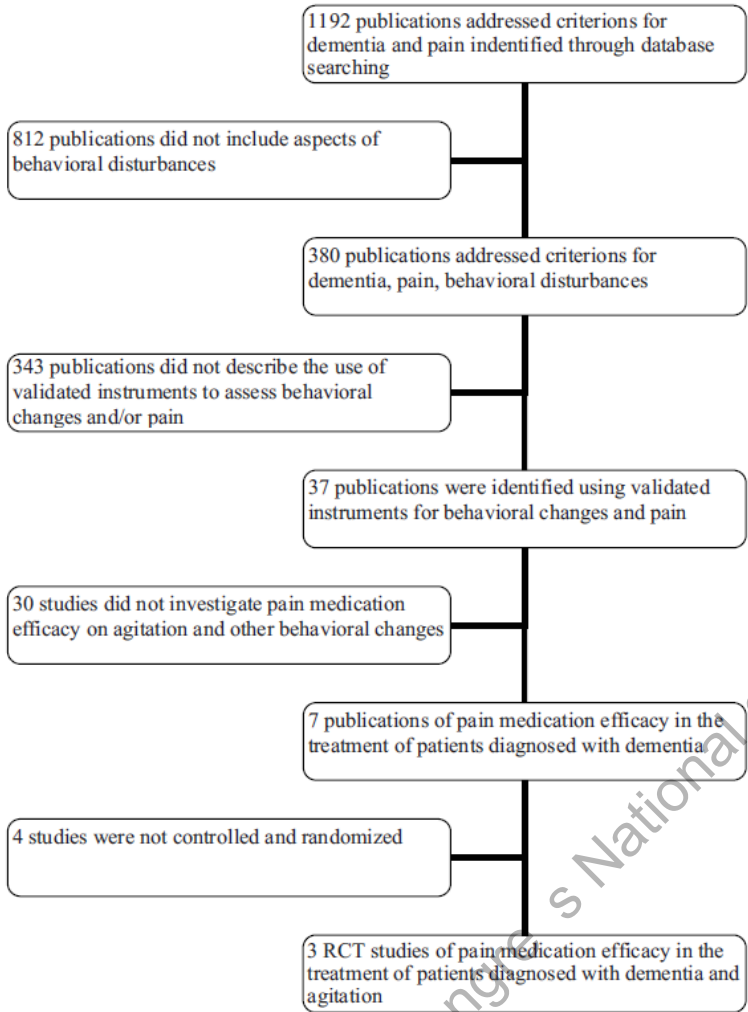 1192 publications addressed criterions for
dementia and pain indentified through database
searching
812 publications did not include aspects of
behavioral disturbances
380 publications addressed criterions for
dementia, pain, behavioral disturbances
343 publications did not describe the use of
validated instruments to assess behavioral
changes and/or pain
37 publications were identified using validated
instruments for behavioral changes and pain
30 studies did not investigate pain medication
efficacy on agitation and other behavioral changes
7 publications of pain medication efficacy in the
treatment of patients diagnosed with dementia
4 studies were not controlled and randomized
3 RCT studies of pain medication efficacy in the
treatment of patients diagnosed with dementia and
agitation
s National